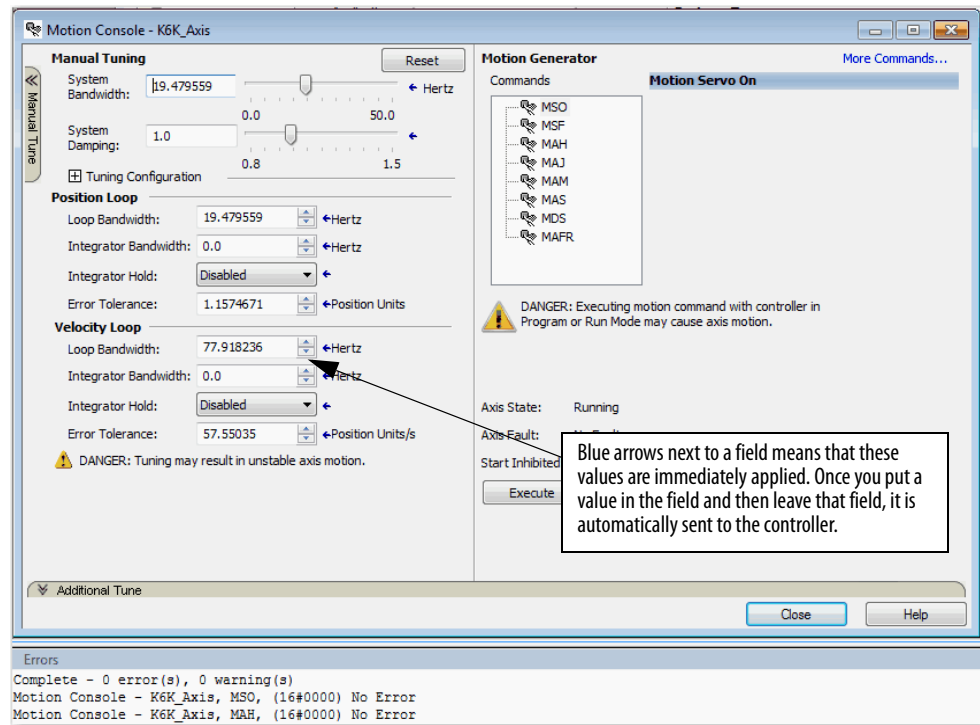 Motion Console - K6K_Axis
Manual Tune
Manual Tuning
Reset
System Bandwidth: 19.479559
Hertz
0.0 50.0
System Damping: 1.0
0.8 1.5
Tuning Configuration
Position Loop
Loop Bandwidth: 19.479559 Hertz
Integrator Bandwidth: 0.0 Hertz
Integrator Hold: Disabled
Error Tolerance: 1.1574671 Position Units
Velocity Loop
Loop Bandwidth: 77.918236 Hertz
Integrator Bandwidth: 0.0 Hertz
Integrator Hold: Disabled
Error Tolerance: 57.55035 Position Units/s
DANGER: Tuning may result in unstable axis motion.
Motion Generator
More Commands...
Commands
Motion Servo On
MSO
MSF
MAH
MAJ
MAM
MAS
MDS
MAFR
DANGER: Executing motion command with controller in
Program or Run Mode may cause axis motion.
Axis State: Running
Axis Fault:
Start Inhibited
Execute
Blue arrows next to a field means that these
values are immediately applied. Once you put a
value in the field and then leave that field, it is
automatically sent to the controller.
Additional Tune
Close
Help
Errors
Complete - 0 error(s), 0 warning(s)
Motion Console - K6K_Axis, MSO, (16#0000) No Error
Motion Console - K6K_Axis, MAH, (16#0000) No Error